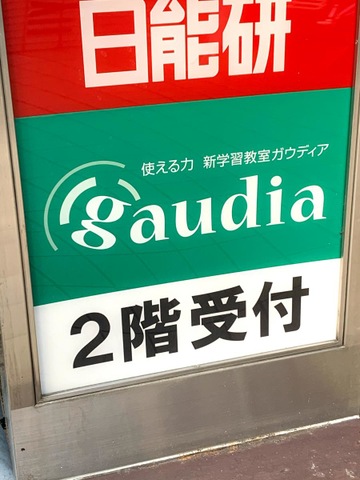 日能研
使える力 新学習教室ガウディア
gaudia
2階受付